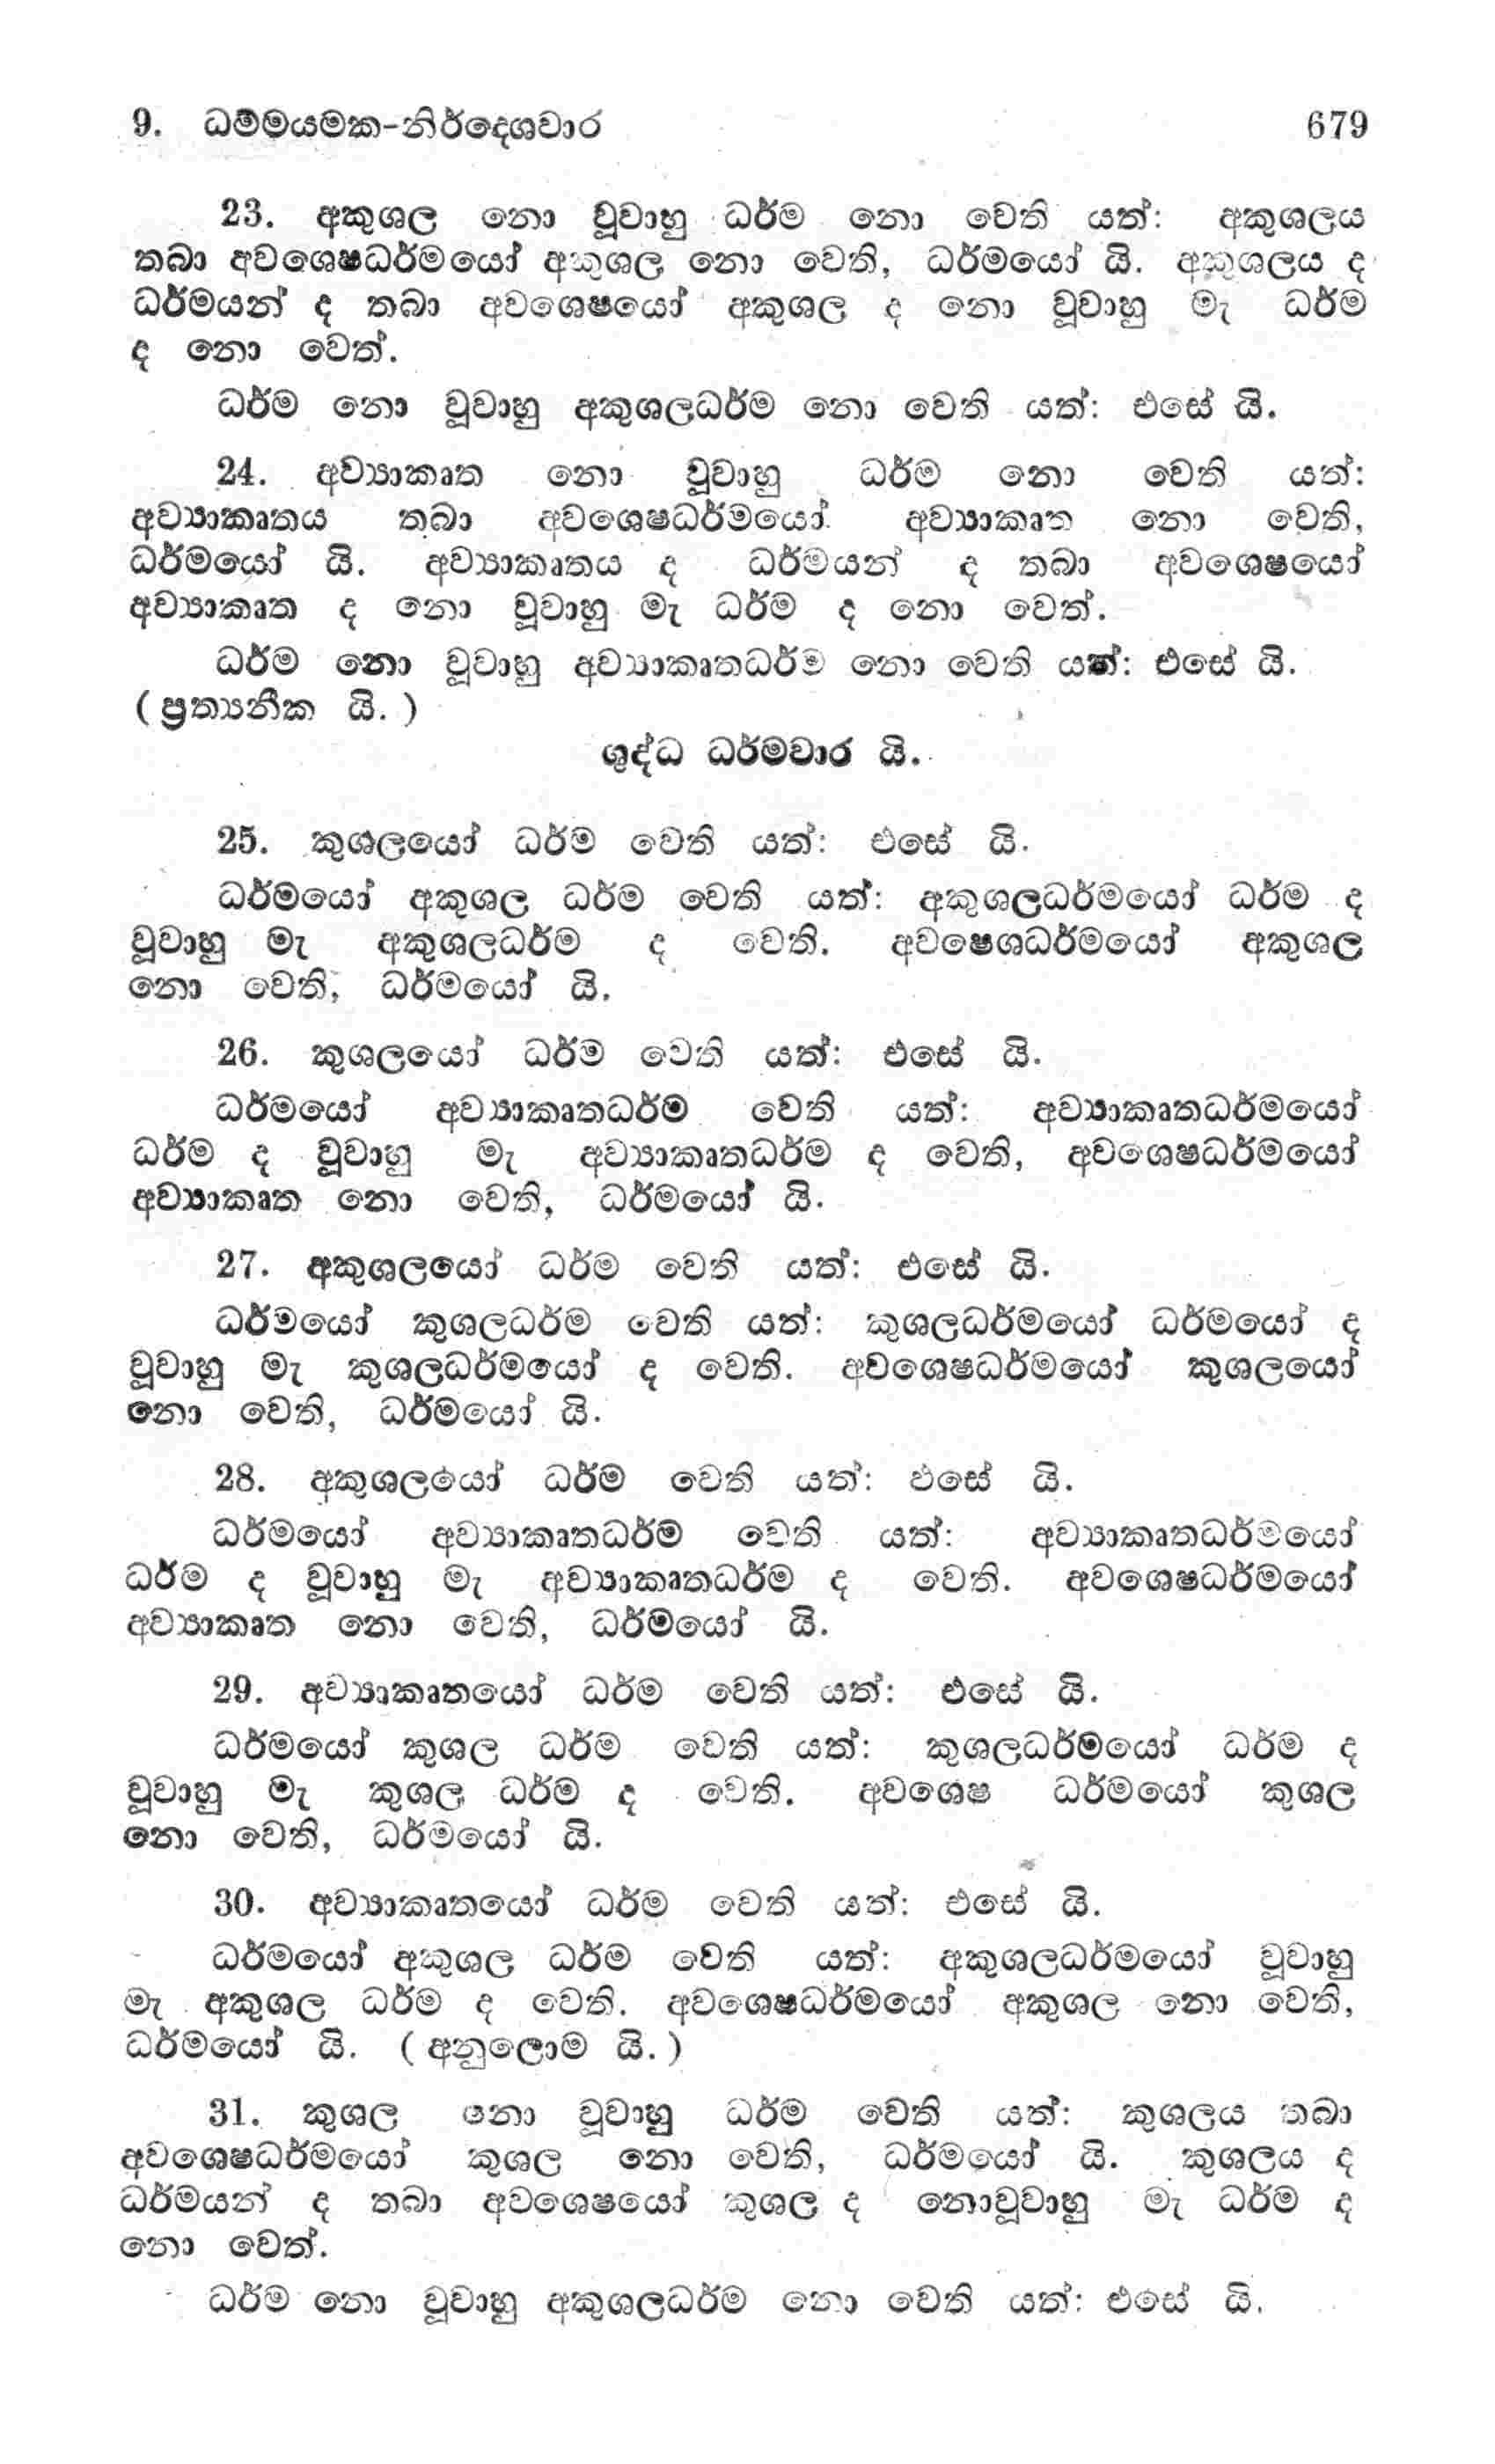 9. ධම්මයමක-නිර්දෙශවාර 679
23. අකුශල නො වූවාහු ධර්ම නො වෙති යත්: අකුශලය
තබා අවශෙෂධර්මයෝ අකුශල නො වෙති, ධර්මයෝ යි. අකුශලය ද
ධර්මයන් ද තබා අවශෙෂයෝ අකුශල ද නො වූවාහු මැ ධර්ම
ද නො වෙත්.
ධර්ම නො වූවාහු අකුශලධර්ම නො වෙති යත්: එසේ යි.
24. අව්‍යාකෘත නො වූවාහු ධර්ම නො වෙති යත්:
අව්‍යාකෘතය තබා අවශෙෂධර්මයෝ අව්‍යාකෘත නො වෙති,
ධර්මයෝ යි. අව්‍යාකෘතය ද ධර්මයන් ද තබා අවශෙෂයෝ
අව්‍යාකෘත ද නො වූවාහු මැ ධර්ම ද නො වෙත්.
ධර්ම නො වූවාහු අව්‍යාකෘතධර්ම නො වෙති යත්: එසේ යි.
(ප්‍රත්‍යනීක යි.)
ශුද්ධ ධර්මවාර යි.
25. කුශලයෝ ධර්ම වෙති යත්: එසේ යි.
ධර්මයෝ අකුශල ධර්ම වෙති යත්: අකුශලධර්මයෝ ධර්ම ද
වූවාහු මැ අකුශලධර්ම ද වෙති. අවෂෙශධර්මයෝ අකුශල
නො වෙති, ධර්මයෝ යි.
26. කුශලයෝ ධර්ම වෙති යත්: එසේ යි.
ධර්මයෝ අව්‍යාකෘතධර්ම වෙති යත්: අව්‍යාකෘතධර්මයෝ
ධර්ම ද වූවාහු මැ අව්‍යාකෘතධර්ම ද වෙති, අවශෙෂධර්මයෝ
අව්‍යාකෘත නො වෙති, ධර්මයෝ යි.
27. අකුශලයෝ ධර්ම වෙති යත්: එසේ යි.
ධර්මයෝ කුශලධර්ම වෙති යත්: කුශලධර්මයෝ ධර්මයෝ ද
වූවාහු මැ කුශලධර්මයෝ ද වෙති. අවශෙෂධර්මයෝ කුශලයෝ
නො වෙති, ධර්මයෝ යි.
28. අකුශලයෝ ධර්ම වෙති යත්: එසේ යි.
ධර්මයෝ අව්‍යාකෘතධර්ම වෙති යත්: අව්‍යාකෘතධර්මයෝ
ධර්ම ද වූවාහු මැ අව්‍යාකෘතධර්ම ද වෙති. අවශෙෂධර්මයෝ
අව්‍යාකෘත නො වෙති, ධර්මයෝ යි.
29. අව්‍යාකෘතයෝ ධර්ම වෙති යත්: එසේ යි.
ධර්මයෝ කුශල ධර්ම වෙති යත්: කුශලධර්මයෝ ධර්ම ද
වූවාහු මැ කුශල ධර්ම ද වෙති. අවශෙෂ ධර්මයෝ කුශල
නො වෙති, ධර්මයෝ යි.
30. අව්‍යාකෘතයෝ ධර්ම වෙති යත්: එසේ යි.
ධර්මයෝ අකුශල ධර්ම වෙති යත්: අකුශලධර්මයෝ වූවාහු
මැ අකුශල ධර්ම ද වෙති. අවශෙෂධර්මයෝ අකුශල නො වෙති,
ධර්මයෝ යි. (අනුලොම යි.)
31. කුශල නො වූවාහු ධර්ම වෙති යත්: කුශලය තබා
අවශෙෂධර්මයෝ කුශල නො වෙති, ධර්මයෝ යි. කුශලය ද
ධර්මයන් ද තබා අවශෙෂයෝ කුශල ද නොවූවාහු මැ ධර්ම ද
නො වෙත්.
ධර්ම නො වූවාහු අකුශලධර්ම නො වෙති යත්: එසේ යි.